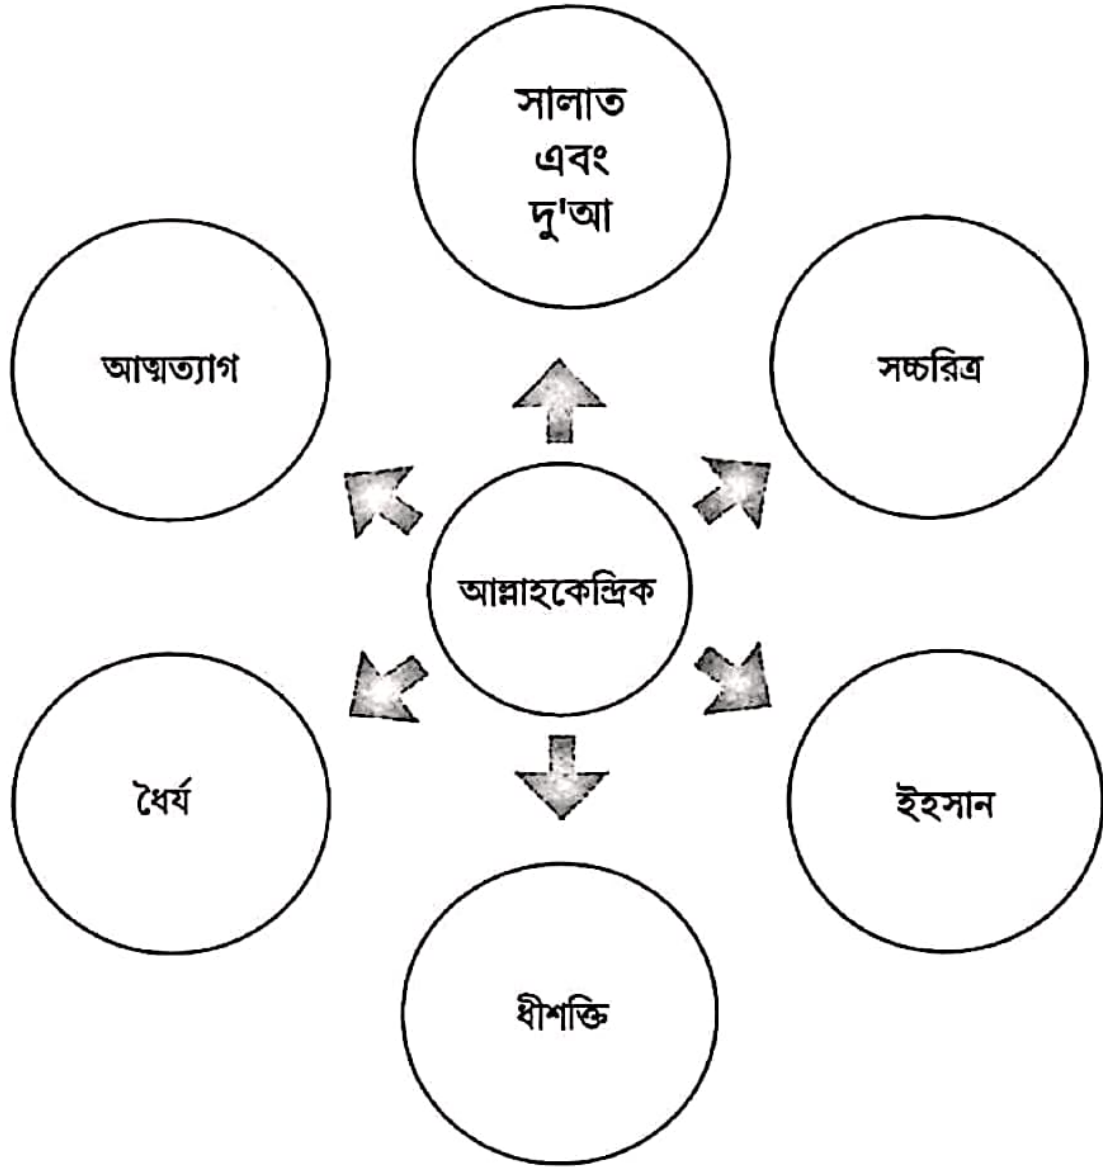 সালাত
এবং
দু'আ
আত্মত্যাগ
সচ্চরিত্র
আল্লাহকেন্দ্রিক
ধৈর্য
ইহসান
ধীশক্তি